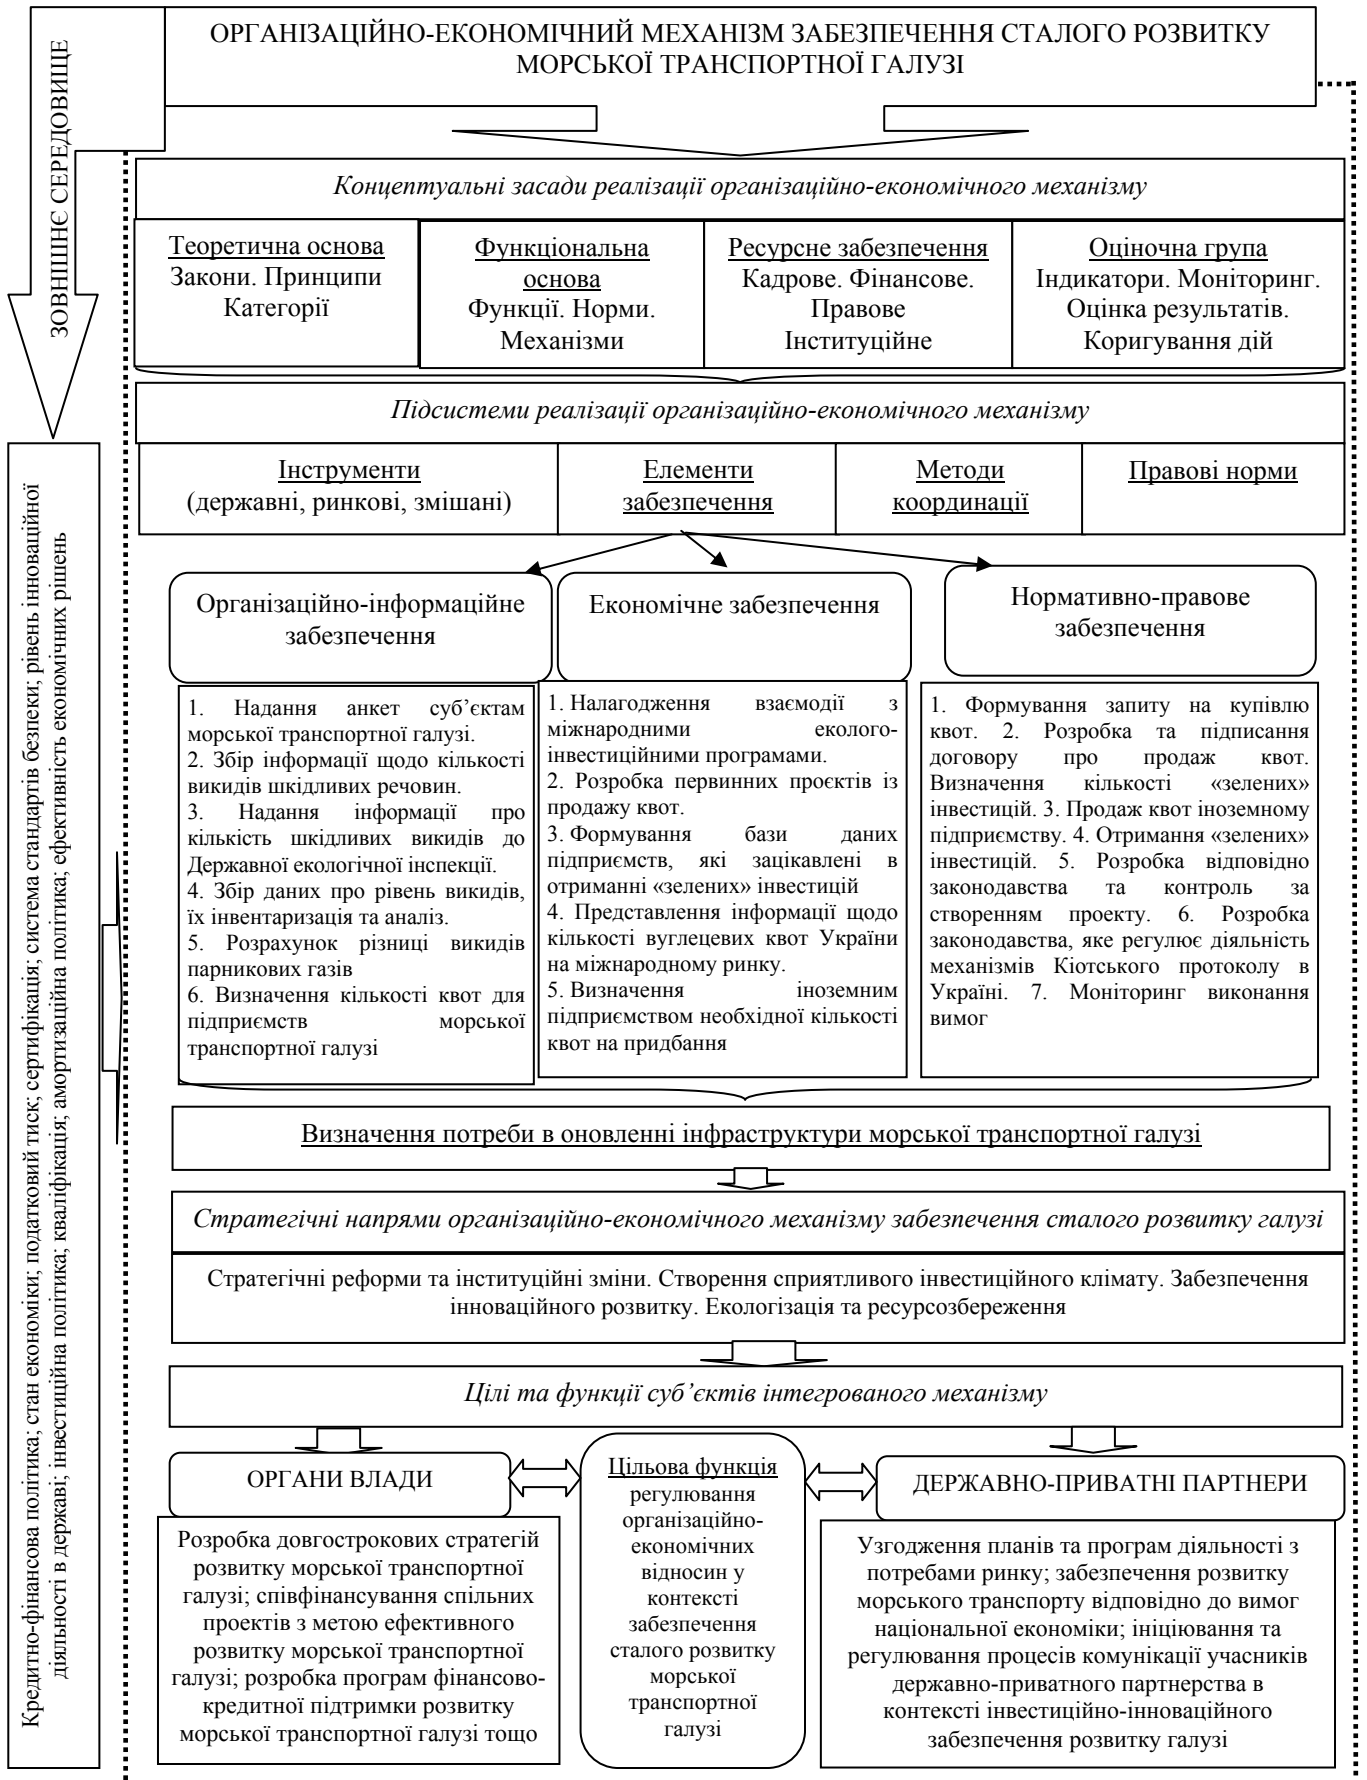 ОРГАНІЗАЦІЙНО-ЕКОНОМІЧНИЙ МЕХАНІЗМ ЗАБЕЗПЕЧЕННЯ СТАЛОГО РОЗВИТКУ
МОРСЬКОЇ ТРАНСПОРТНОЇ ГАЛУЗІ
ЗОВНІШНЄ СЕРЕДОВИЩЕ
Кредитно-фінансова політика; стан економіки; податковий тиск; сертифікація; система стандартів безпеки; рівень інноваційної
діяльності в державі; інвестиційна політика; кваліфікація; амортизаційна політика; ефективність економічних рішень
Концептуальні засади реалізації організаційно-економічного механізму
Теоретична основа
Закони. Принципи
Категорії
Функціональна
основа
Функції. Норми.
Механізми
Ресурсне забезпечення
Кадрове. Фінансове.
Правове
Інституційне
Оціночна група
Індикатори. Моніторинг.
Оцінка результатів.
Коригування дій
Підсистеми реалізації організаційно-економічного механізму
Інструменти
(державні, ринкові, змішані)
Елементи
забезпечення
Методи
координації
Правові норми
Організаційно-інформаційне
забезпечення
1. Надання анкет суб’єктам
морської транспортної галузі.
2. Збір інформації щодо кількості
викидів шкідливих речовин.
3. Надання інформації про
кількість шкідливих викидів до
Державної екологічної інспекції.
4. Збір даних про рівень викидів,
їх інвентаризація та аналіз.
5. Розрахунок різниці викидів
парникових газів
6. Визначення кількості квот для
підприємств морської
транспортної галузі
Економічне забезпечення
1. Налагодження взаємодії з
міжнародними еколого-
інвестиційними програмами.
2. Розробка первинних проєктів із
продажу квот.
3. Формування бази даних
підприємств, які зацікавлені в
отриманні «зелених» інвестицій
4. Представлення інформації щодо
кількості вуглецевих квот України
на міжнародному ринку.
5. Визначення іноземним
підприємством необхідної кількості
квот на придбання
Нормативно-правове
забезпечення
1. Формування запиту на купівлю
квот. 2. Розробка та підписання
договору про продаж квот.
Визначення кількості «зелених»
інвестицій. 3. Продаж квот іноземному
підприємству. 4. Отримання «зелених»
інвестицій. 5. Розробка відповідно
законодавства та контроль за
створенням проекту. 6. Розробка
законодавства, яке регулює діяльність
механізмів Кіотського протоколу в
Україні. 7. Моніторинг виконання
вимог
Визначення потреби в оновленні інфраструктури морської транспортної галузі
Стратегічні напрями організаційно-економічного механізму забезпечення сталого розвитку галузі
Стратегічні реформи та інституційні зміни. Створення сприятливого інвестиційного клімату. Забезпечення
інноваційного розвитку. Екологізація та ресурсозбереження
Цілі та функції суб’єктів інтегрованого механізму
ОРГАНИ ВЛАДИ
Розробка довгострокових стратегій
розвитку морської транспортної
галузі; співфінансування спільних
проектів з метою ефективного
розвитку морської транспортної
галузі; розробка програм фінансово-
кредитної підтримки розвитку
морської транспортної галузі тощо
Цільова функція
регулювання
організаційно-
економічних
відносин у
контексті
забезпечення
сталого розвитку
морської
транспортної
галузі
ДЕРЖАВНО-ПРИВАТНІ ПАРТНЕРИ
Узгодження планів та програм діяльності з
потребами ринку; забезпечення розвитку
морського транспорту відповідно до вимог
національної економіки; ініціювання та
регулювання процесів комунікації учасників
державно-приватного партнерства в
контексті інвестиційно-інноваційного
забезпечення розвитку галузі